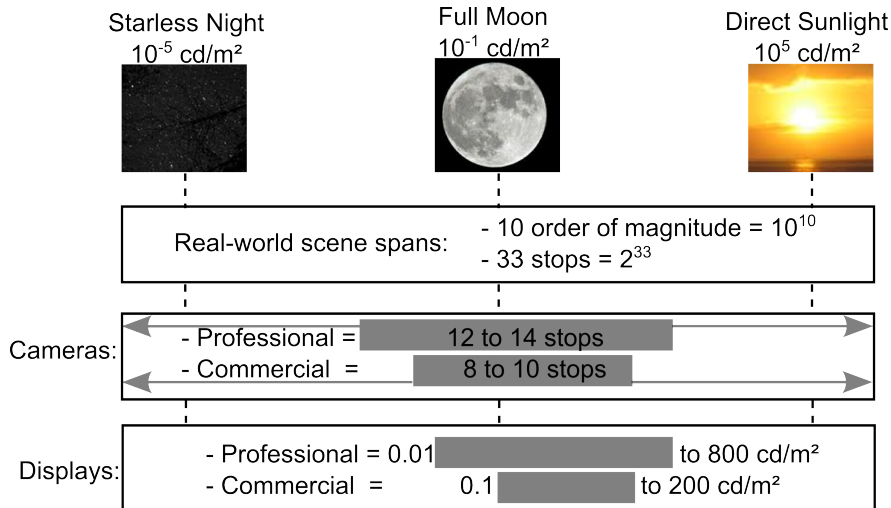 Starless Night
10⁻⁵ cd/m²
Full Moon
10⁻¹ cd/m²
Direct Sunlight
10⁵ cd/m²
Real-world scene spans:
- 10 order of magnitude = 10¹⁰
- 33 stops = 2³³
Cameras:
- Professional = 12 to 14 stops
- Commercial = 8 to 10 stops
Displays:
- Professional = 0.01 to 800 cd/m²
- Commercial = 0.1 to 200 cd/m²